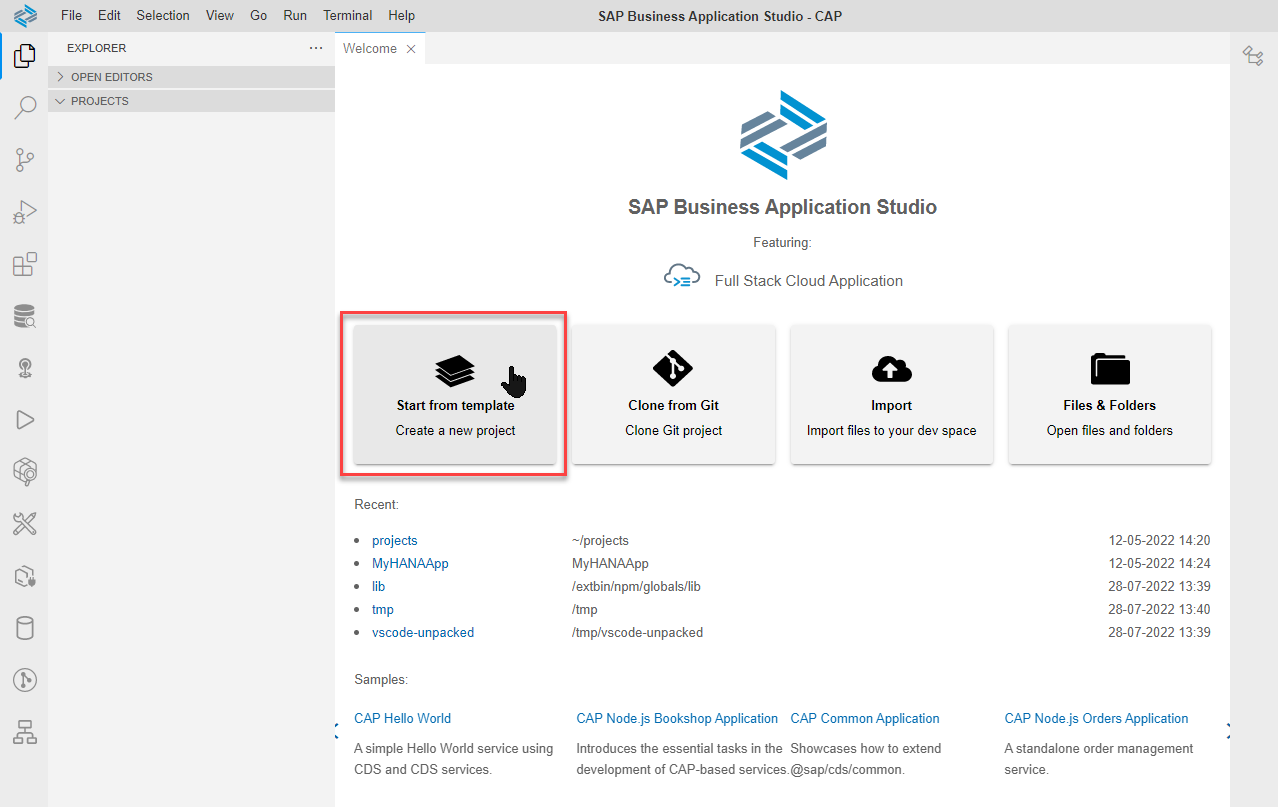 File Edit Selection View Go Run Terminal Help SAP Business Application Studio - CAP
EXPLORER ···
Welcome
OPEN EDITORS
PROJECTS
SAP Business Application Studio
Featuring:
Full Stack Cloud Application
Start from template
Create a new project
Clone from Git
Clone Git project
Import
Import files to your dev space
Files & Folders
Open files and folders
Recent:
• projects ~/projects 12-05-2022 14:20
• MyHANAApp MyHANAApp 12-05-2022 14:24
• lib /extbin/npm/globals/lib 28-07-2022 13:39
• tmp /tmp 28-07-2022 13:40
• vscode-unpacked /tmp/vscode-unpacked 28-07-2022 13:39
Samples:
CAP Hello World
A simple Hello World service using
CDS and CDS services.
CAP Node.js Bookshop Application
Introduces the essential tasks in the
development of CAP-based services.
CAP Common Application
Showcases how to extend
@sap/cds/common.
CAP Node.js Orders Application
A standalone order management
service.